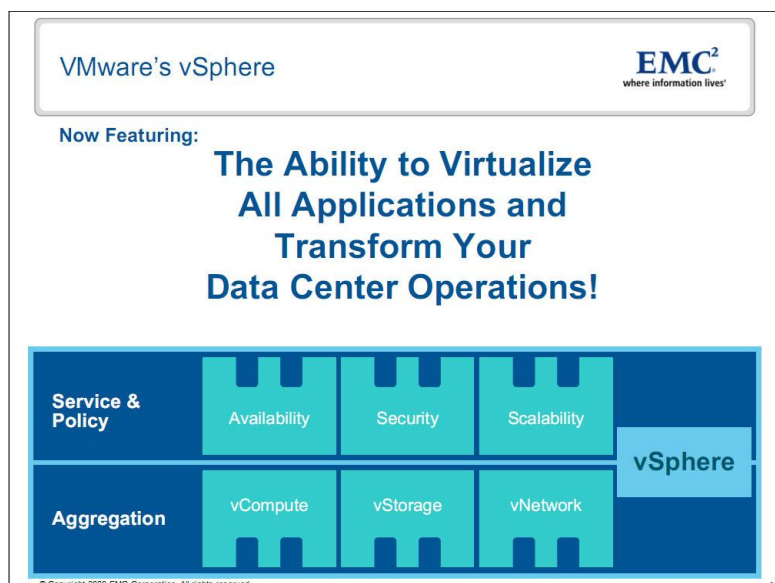 VMware's vSphere
EMC²
where information lives®
Now Featuring:
The Ability to Virtualize
All Applications and
Transform Your
Data Center Operations!
Service &
Policy
Availability
Security
Scalability
vSphere
Aggregation
vCompute
vStorage
vNetwork